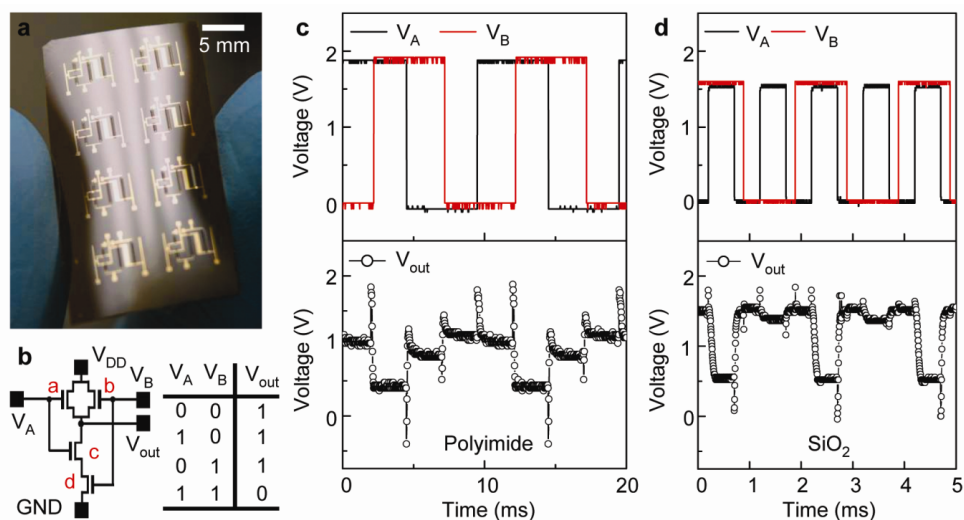 a
5 mm
b
V_DD
a
b
V_B
V_A
V_out
c
d
GND
V_A V_B V_out
0 0 1
1 0 1
0 1 1
1 1 0
c
V_A V_B
Voltage (V)
2
1
0
V_out
Voltage (V)
2
1
0
Polyimide
0 10 20
Time (ms)
d
V_A V_B
Voltage (V)
2
1
0
V_out
Voltage (V)
2
1
0
SiO₂
0 1 2 3 4 5
Time (ms)